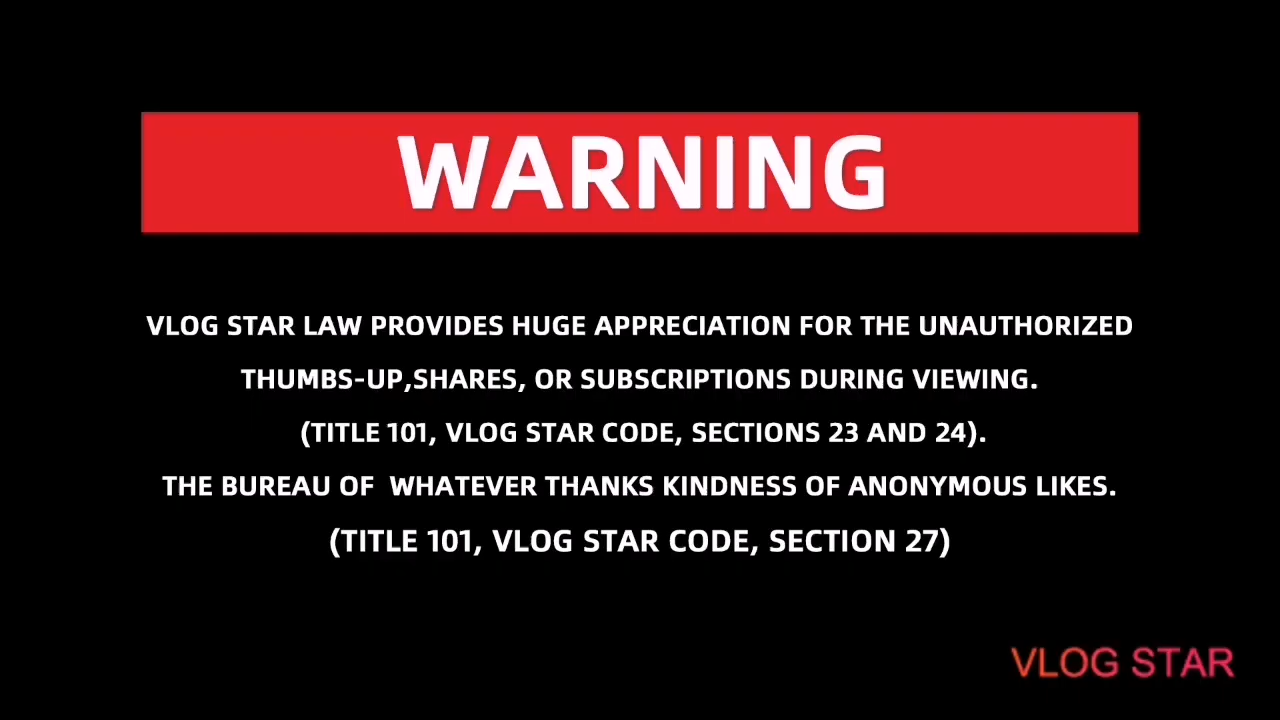 WARNING
VLOG STAR LAW PROVIDES HUGE APPRECIATION FOR THE UNAUTHORIZED
THUMBS-UP,SHARES, OR SUBSCRIPTIONS DURING VIEWING.
(TITLE 101, VLOG STAR CODE, SECTIONS 23 AND 24).
THE BUREAU OF  WHATEVER THANKS KINDNESS OF ANONYMOUS LIKES.
(TITLE 101, VLOG STAR CODE, SECTION 27)
VLOG STAR